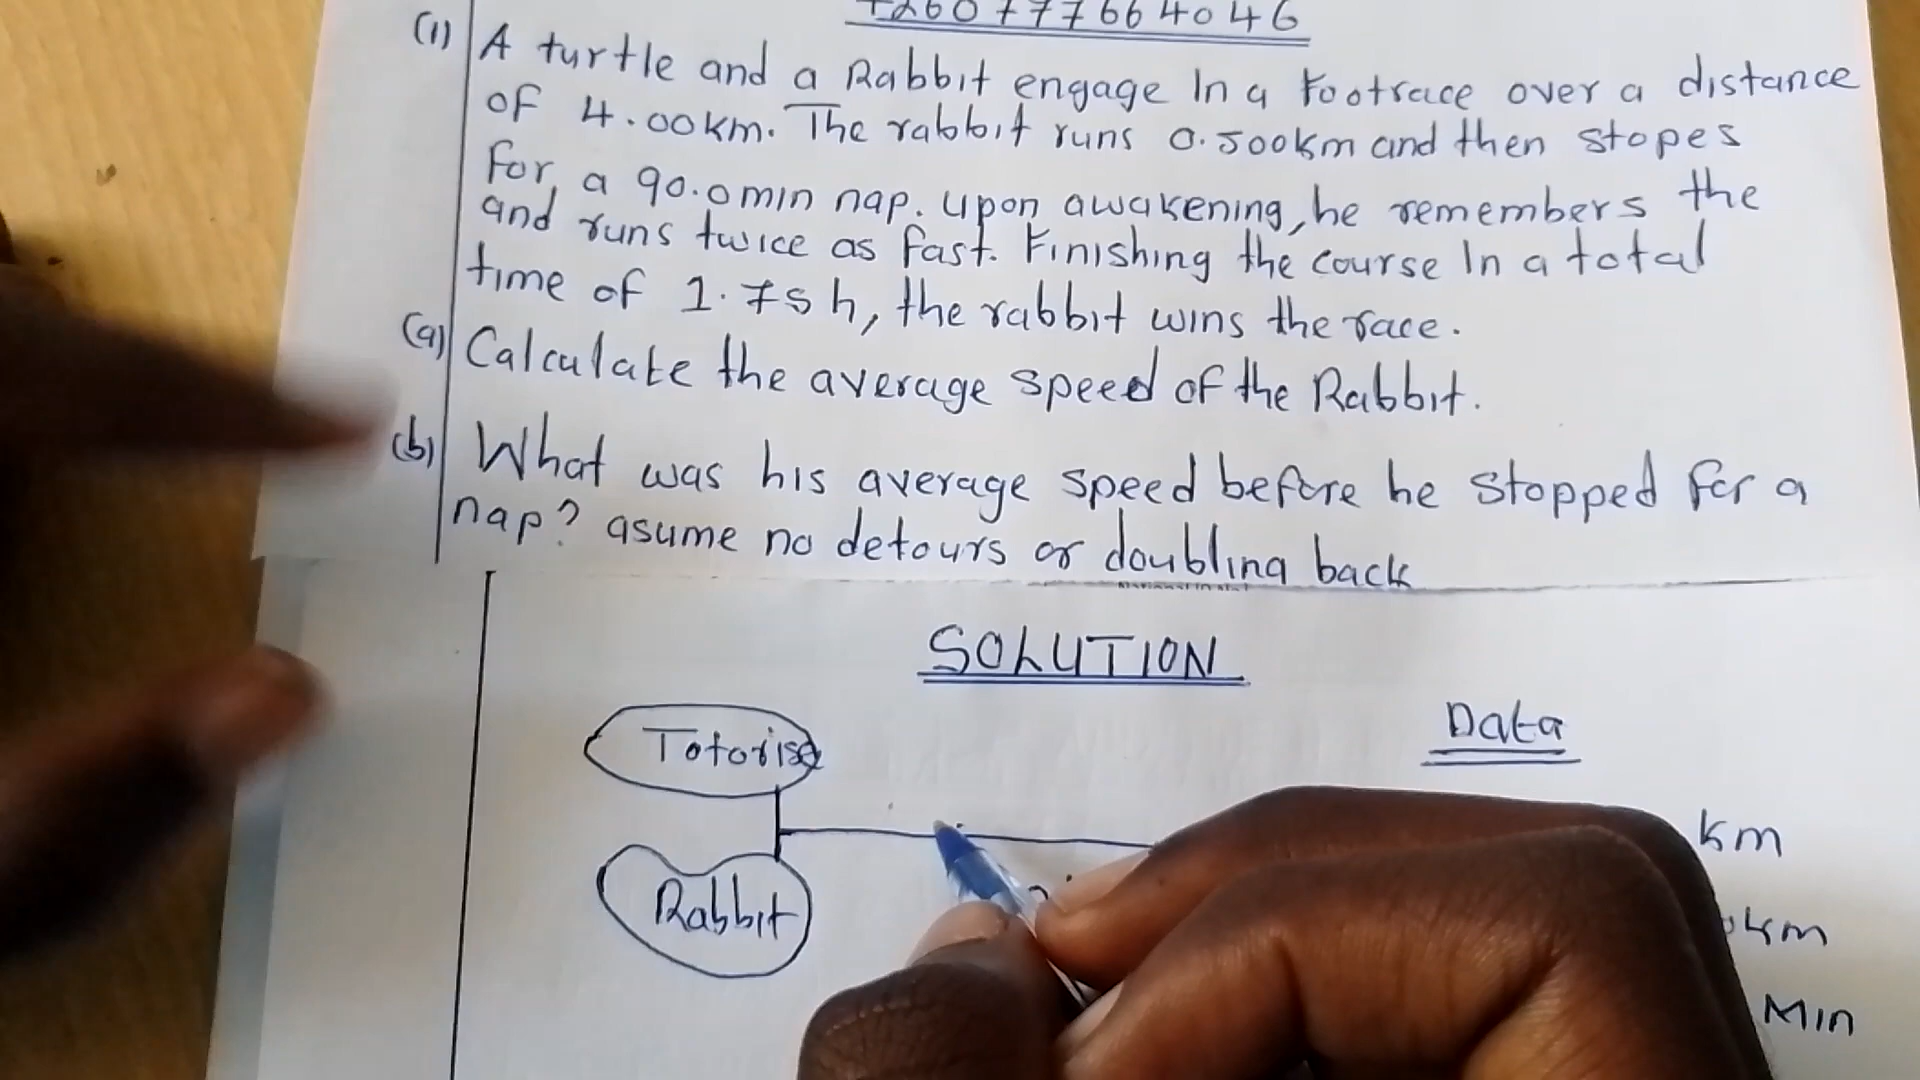 +260777664046
(1) A turtle and a Rabbit engage In a Footrace over a distance
of 4.00km. The rabbit runs 0.500km and then stopes
for, a 90.0min nap. upon awakening, he remembers the
and runs twice as fast. Finishing the course In a total
time of 1.75h, the rabbit wins the race.
(a) Calculate the average speed of the Rabbit.
(b) What was his average speed before he stopped for a
nap? asume no detours or doubling back
SOLUTION
Data
Totorise
km
Rabbit
km
Min